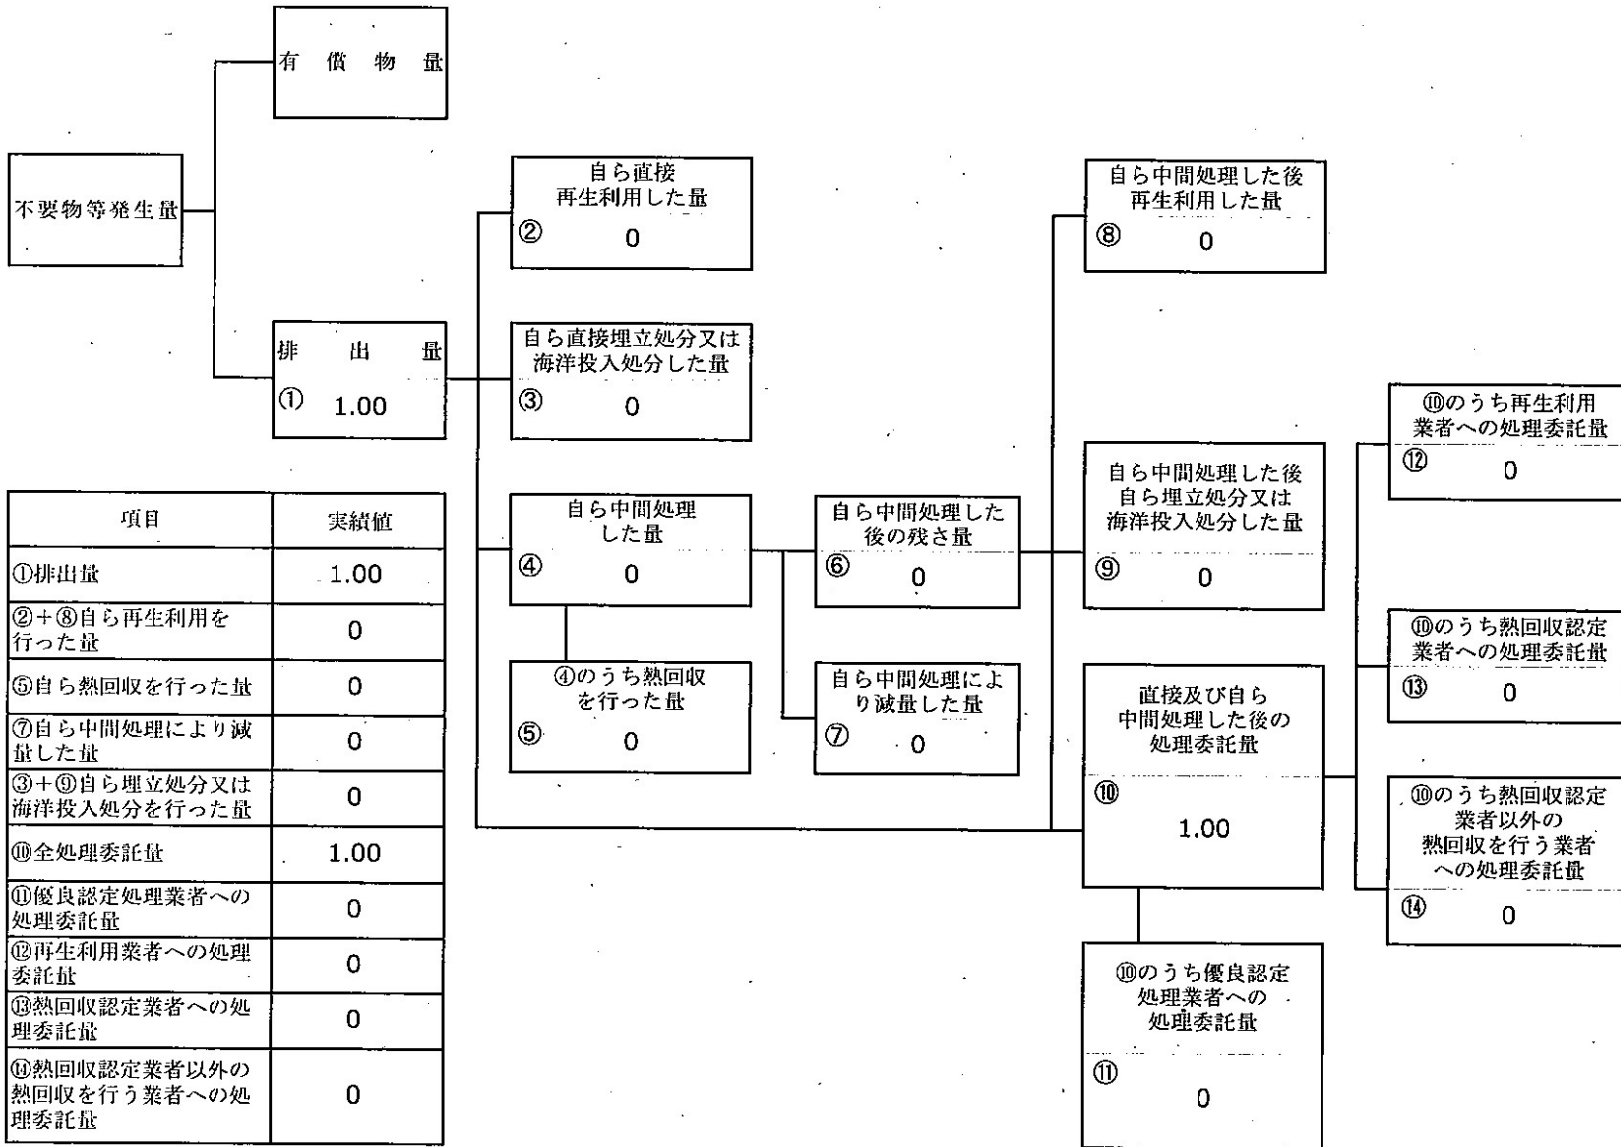 有償物量
不要物等発生量
排出量
① 1.00
自ら直接
再生利用した量
② 0
自ら直接埋立処分又は
海洋投入処分した量
③ 0
自ら中間処理
した量
④ 0
④のうち熱回収
を行った量
⑤ 0
自ら中間処理した
後の残さ量
⑥ 0
自ら中間処理によ
り減量した量
⑦ 0
自ら中間処理した後
再生利用した量
⑧ 0
自ら中間処理した後
自ら埋立処分又は
海洋投入処分した量
⑨ 0
直接及び自ら
中間処理した後の
処理委託量
⑩
1.00
⑩のうち優良認定
処理業者への
処理委託量
⑪
0
⑩のうち再生利用
業者への処理委託量
⑫ 0
⑩のうち熱回収認定
業者への処理委託量
⑬ 0
⑩のうち熱回収認定
業者以外の
熱回収を行う業者
への処理委託量
⑭ 0
項目 実績値
①排出量 1.00
②+⑧自ら再生利用を
行った量 0
⑤自ら熱回収を行った量 0
⑦自ら中間処理により減
量した量 0
③+⑨自ら埋立処分又は
海洋投入処分を行った量 0
⑩全処理委託量 1.00
⑪優良認定処理業者への
処理委託量 0
⑫再生利用業者への処理
委託量 0
⑬熱回収認定業者への処
理委託量 0
⑭熱回収認定業者以外の
熱回収を行う業者への処
理委託量 0